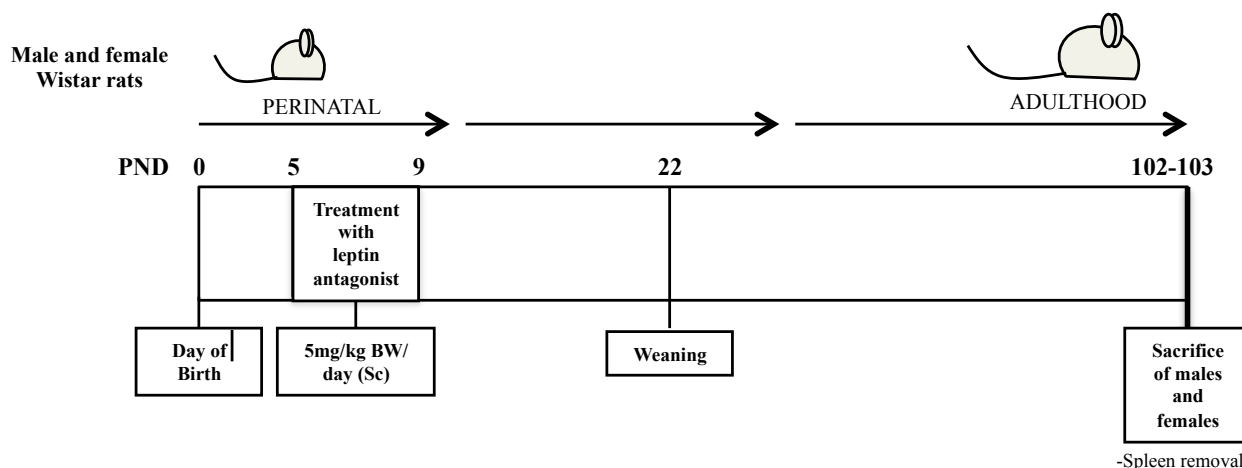 Male and female
Wistar rats
PERINATAL
ADULTHOOD
PND 0 5 9 22 102-103
Treatment
with
leptin
antagonist
Day of
Birth
5mg/kg BW/
day (Sc)
Weaning
Sacrifice
of males
and
females
-Spleen removal